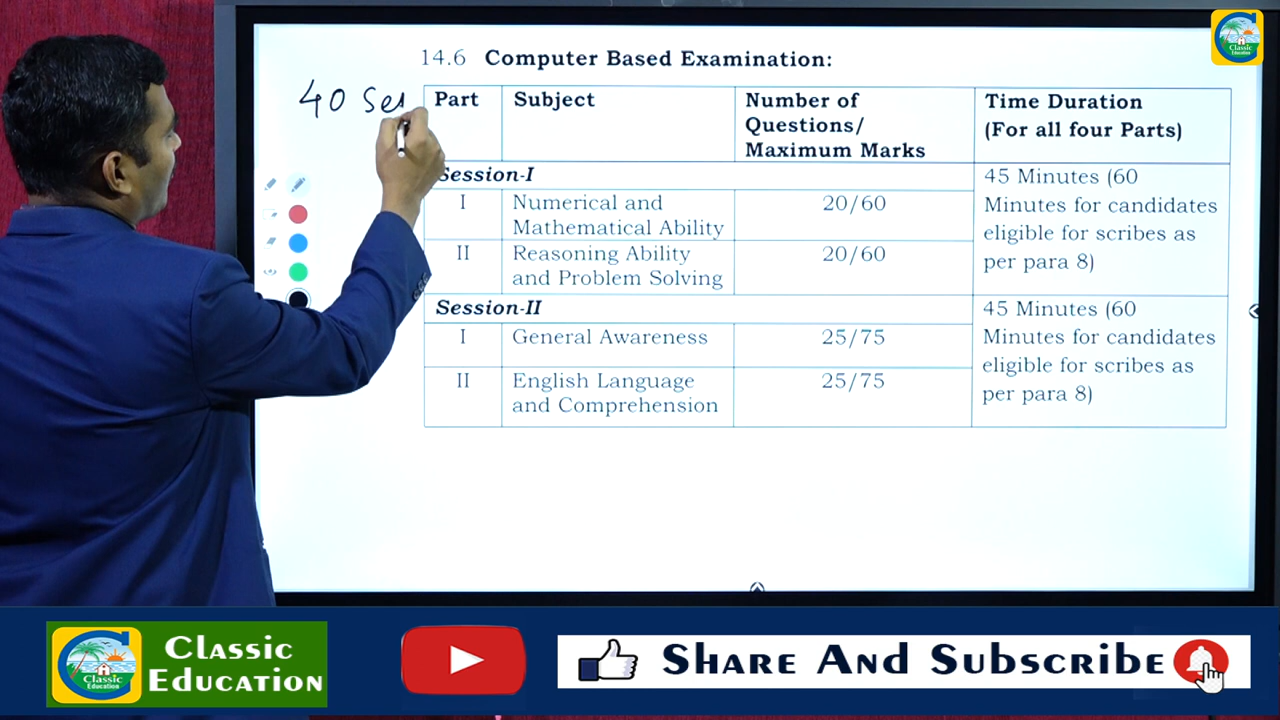 14.6 Computer Based Examination:
40 Se
Part Subject Number of Questions/ Maximum Marks Time Duration (For all four Parts)
Session-I
I Numerical and Mathematical Ability 20/60 45 Minutes (60 Minutes for candidates eligible for scribes as per para 8)
II Reasoning Ability and Problem Solving 20/60
Session-II
I General Awareness 25/75 45 Minutes (60 Minutes for candidates eligible for scribes as per para 8)
II English Language and Comprehension 25/75
Classic
Education
Classic
Education
Classic
Education
Share And Subscribe